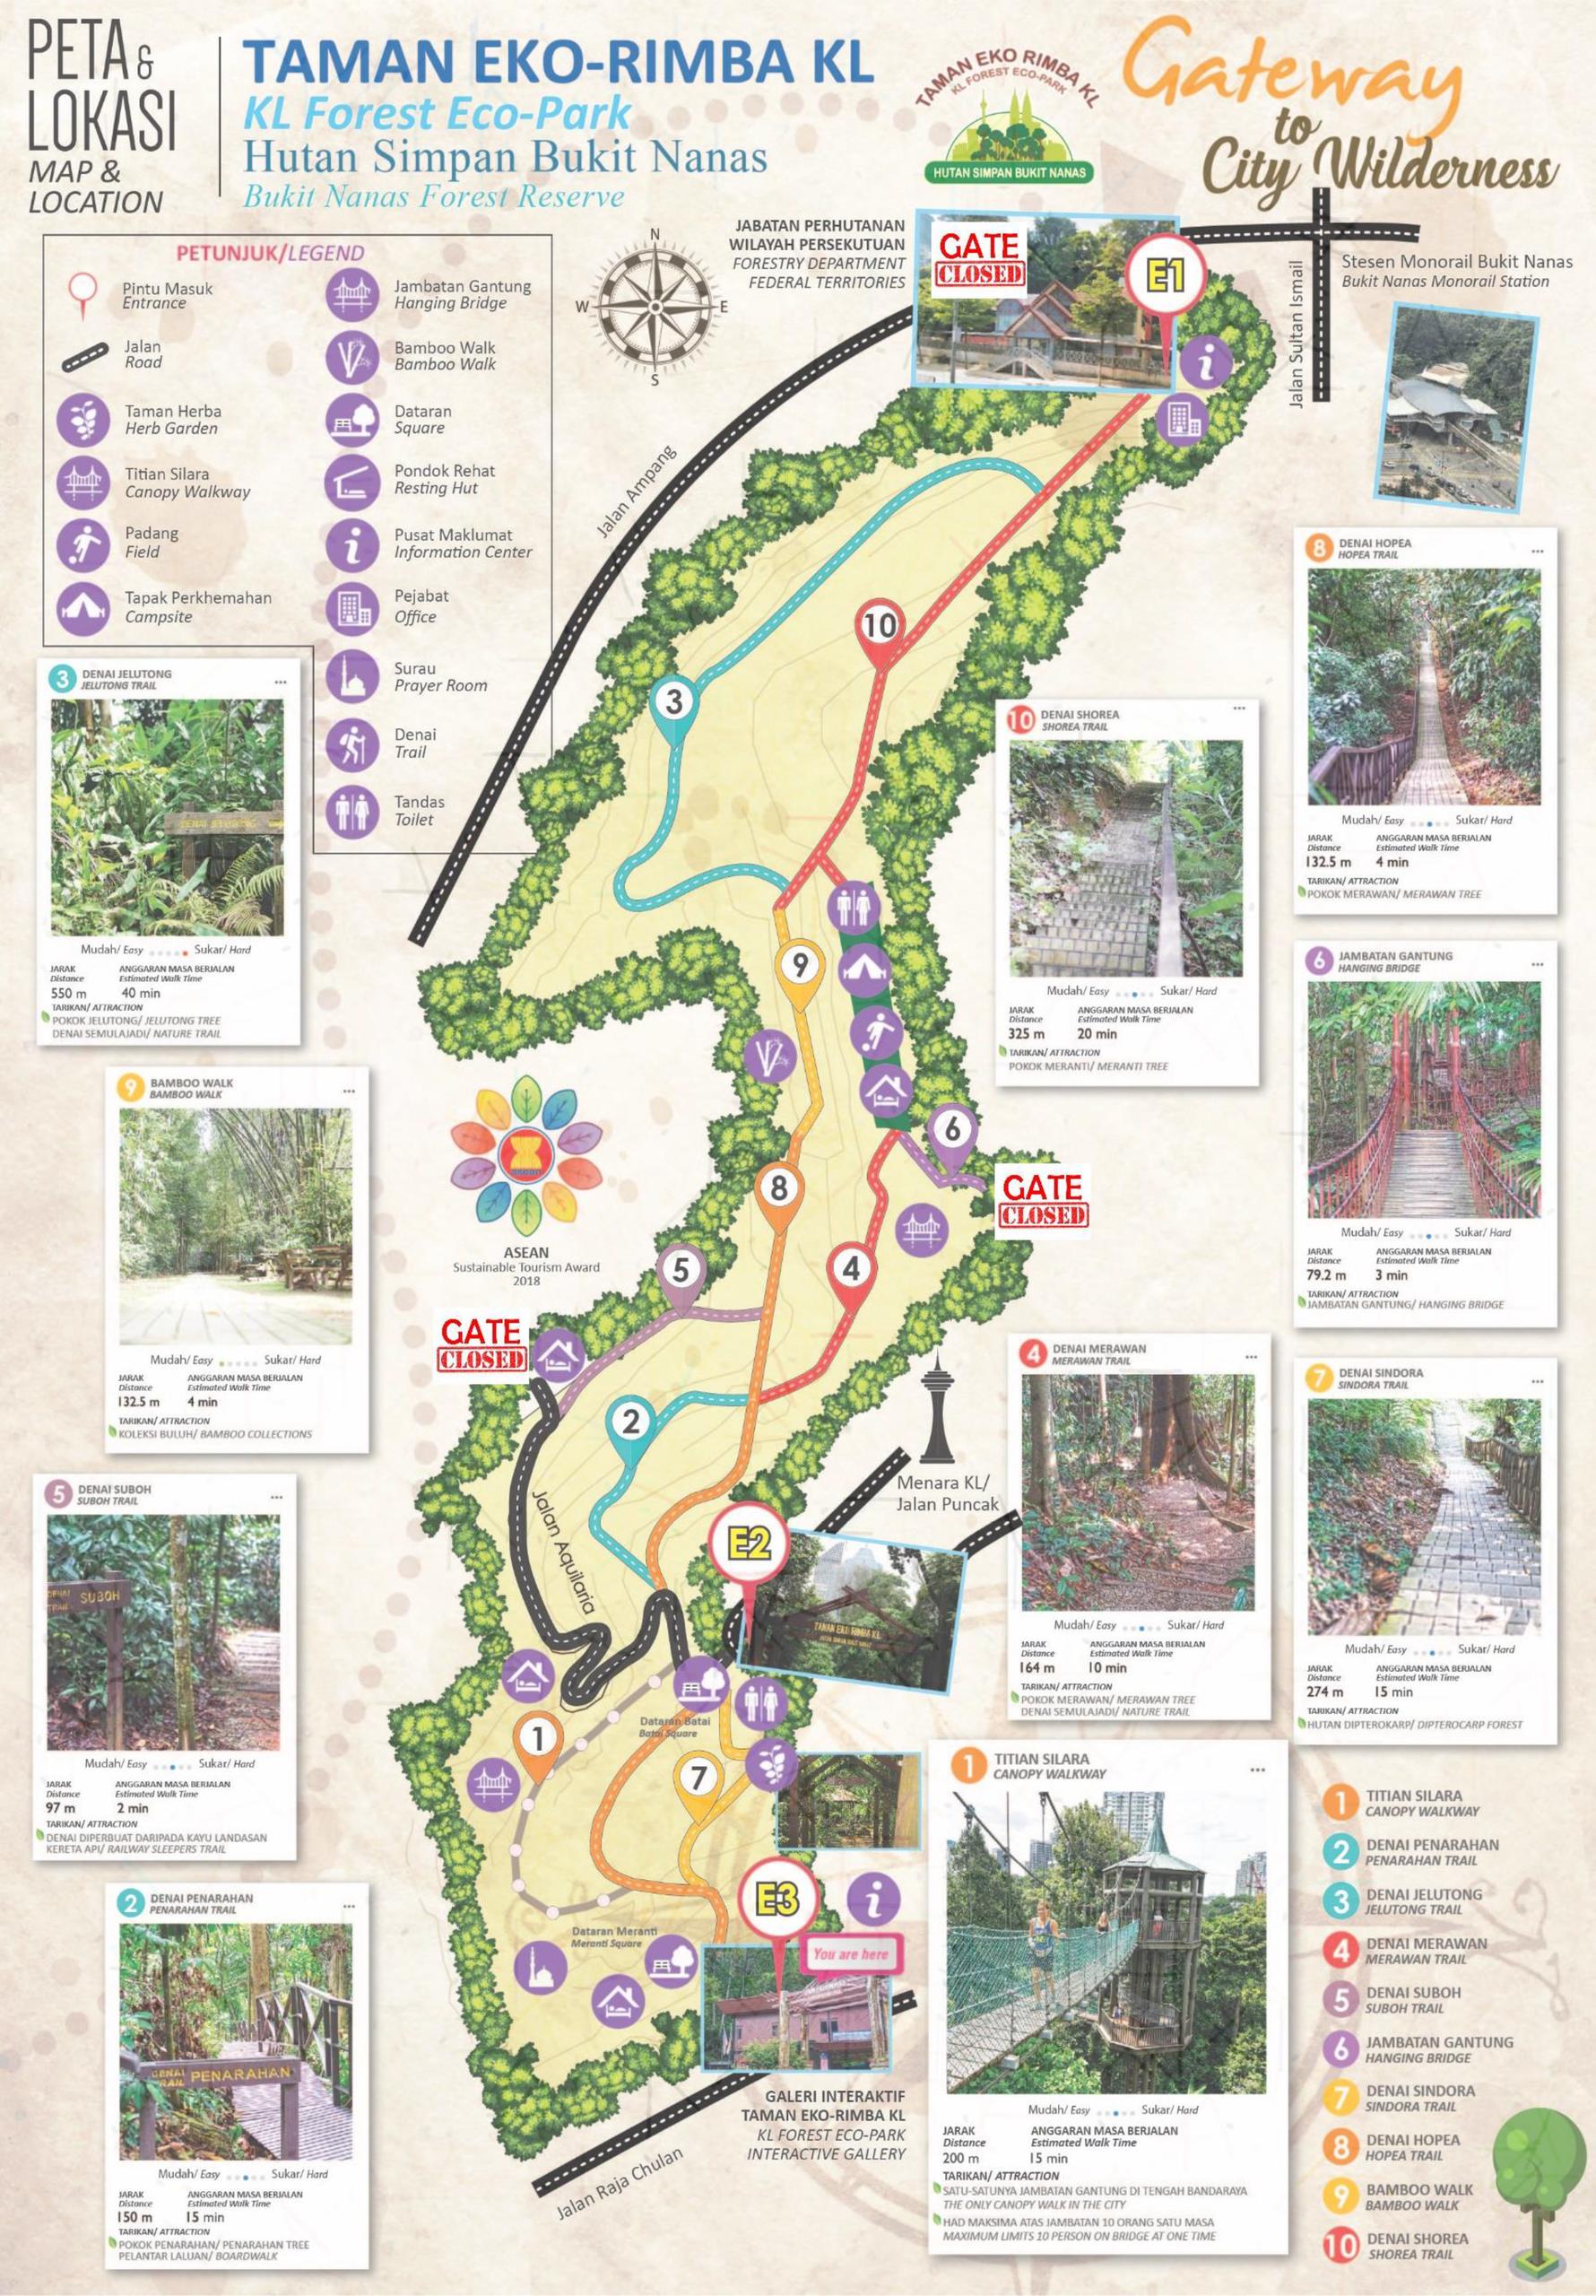 PETA &
LOKASI
MAP &
LOCATION
TAMAN EKO-RIMBA KL
KL Forest Eco-Park
Hutan Simpan Bukit Nanas
Bukit Nanas Forest Reserve
TAMAN EKO RIMBA KL
KL FOREST ECO-PARK
HUTAN SIMPAN BUKIT NANAS
Gateway
to
City Wilderness
PETUNJUK/LEGEND
Pintu Masuk
Entrance
Jalan
Road
Taman Herba
Herb Garden
Titian Silara
Canopy Walkway
Padang
Field
Tapak Perkhemahan
Campsite
Jambatan Gantung
Hanging Bridge
Bamboo Walk
Bamboo Walk
Dataran
Square
Pondok Rehat
Resting Hut
Pusat Maklumat
Information Center
Pejabat
Office
Surau
Prayer Room
Denai
Trail
Tandas
Toilet
N
W
E
S
JABATAN PERHUTANAN
WILAYAH PERSEKUTUAN
FORESTRY DEPARTMENT
FEDERAL TERRITORIES
GATE
CLOSED
E1
Jalan Sultan Ismail
Stesen Monorail Bukit Nanas
Bukit Nanas Monorail Station
Jalan Ampang
10
3
9
6
8
5
4
2
GATE
CLOSED
GATE
CLOSED
ASEAN
Sustainable Tourism Award
2018
Menara KL/
Jalan Puncak
Jalan Aquilaria
E2
TAMAN EKO RIMBA KL
1
7
Dataran Batai
Batai Square
E3
You are here
Dataran Meranti
Meranti Square
GALERI INTERAKTIF
TAMAN EKO-RIMBA KL
KL FOREST ECO-PARK
INTERACTIVE GALLERY
Jalan Raja Chulan
3 DENAI JELUTONG
JELUTONG TRAIL
Mudah/ Easy Sukar/ Hard
JARAK ANGGARAN MASA BERJALAN
Distance Estimated Walk Time
550 m 40 min
TARIKAN/ ATTRACTION
POKOK JELUTONG/ JELUTONG TREE
DENAI SEMULAJADI/ NATURE TRAIL
9 BAMBOO WALK
BAMBOO WALK
Mudah/ Easy Sukar/ Hard
JARAK ANGGARAN MASA BERJALAN
Distance Estimated Walk Time
132.5 m 4 min
TARIKAN/ ATTRACTION
KOLEKSI BULUH/ BAMBOO COLLECTIONS
5 DENAI SUBOH
SUBOH TRAIL
DENAI SUBOH
TRAIL
Mudah/ Easy Sukar/ Hard
JARAK ANGGARAN MASA BERJALAN
Distance Estimated Walk Time
97 m 2 min
TARIKAN/ ATTRACTION
DENAI DIPERBUAT DARIPADA KAYU LANDASAN
KERETA API/ RAILWAY SLEEPERS TRAIL
2 DENAI PENARAHAN
PENARAHAN TRAIL
DENAI PENARAHAN
TRAIL
Mudah/ Easy Sukar/ Hard
JARAK ANGGARAN MASA BERJALAN
Distance Estimated Walk Time
150 m 15 min
TARIKAN/ ATTRACTION
POKOK PENARAHAN/ PENARAHAN TREE
PELANTAR LALUAN/ BOARDWALK
10 DENAI SHOREA
SHOREA TRAIL
Mudah/ Easy Sukar/ Hard
JARAK ANGGARAN MASA BERJALAN
Distance Estimated Walk Time
325 m 20 min
TARIKAN/ ATTRACTION
POKOK MERANTI/ MERANTI TREE
8 DENAI HOPEA
HOPEA TRAIL
Mudah/ Easy Sukar/ Hard
JARAK ANGGARAN MASA BERJALAN
Distance Estimated Walk Time
132.5 m 4 min
TARIKAN/ ATTRACTION
POKOK MERAWAN/ MERAWAN TREE
6 JAMBATAN GANTUNG
HANGING BRIDGE
Mudah/ Easy Sukar/ Hard
JARAK ANGGARAN MASA BERJALAN
Distance Estimated Walk Time
79.2 m 3 min
TARIKAN/ ATTRACTION
JAMBATAN GANTUNG/ HANGING BRIDGE
4 DENAI MERAWAN
MERAWAN TRAIL
Mudah/ Easy Sukar/ Hard
JARAK ANGGARAN MASA BERJALAN
Distance Estimated Walk Time
164 m 10 min
TARIKAN/ ATTRACTION
POKOK MERAWAN/ MERAWAN TREE
DENAI SEMULAJADI/ NATURE TRAIL
7 DENAI SINDORA
SINDORA TRAIL
Mudah/ Easy Sukar/ Hard
JARAK ANGGARAN MASA BERJALAN
Distance Estimated Walk Time
274 m 15 min
TARIKAN/ ATTRACTION
HUTAN DIPTEROKARP/ DIPTEROCARP FOREST
1 TITIAN SILARA
CANOPY WALKWAY
Mudah/ Easy Sukar/ Hard
JARAK ANGGARAN MASA BERJALAN
Distance Estimated Walk Time
200 m 15 min
TARIKAN/ ATTRACTION
SATU-SATUNYA JAMBATAN GANTUNG DI TENGAH BANDARAYA
THE ONLY CANOPY WALK IN THE CITY
HAD MAKSIMA ATAS JAMBATAN 10 ORANG SATU MASA
MAXIMUM LIMITS 10 PERSON ON BRIDGE AT ONE TIME
1 TITIAN SILARA
CANOPY WALKWAY
2 DENAI PENARAHAN
PENARAHAN TRAIL
3 DENAI JELUTONG
JELUTONG TRAIL
4 DENAI MERAWAN
MERAWAN TRAIL
5 DENAI SUBOH
SUBOH TRAIL
6 JAMBATAN GANTUNG
HANGING BRIDGE
7 DENAI SINDORA
SINDORA TRAIL
8 DENAI HOPEA
HOPEA TRAIL
9 BAMBOO WALK
BAMBOO WALK
10 DENAI SHOREA
SHOREA TRAIL